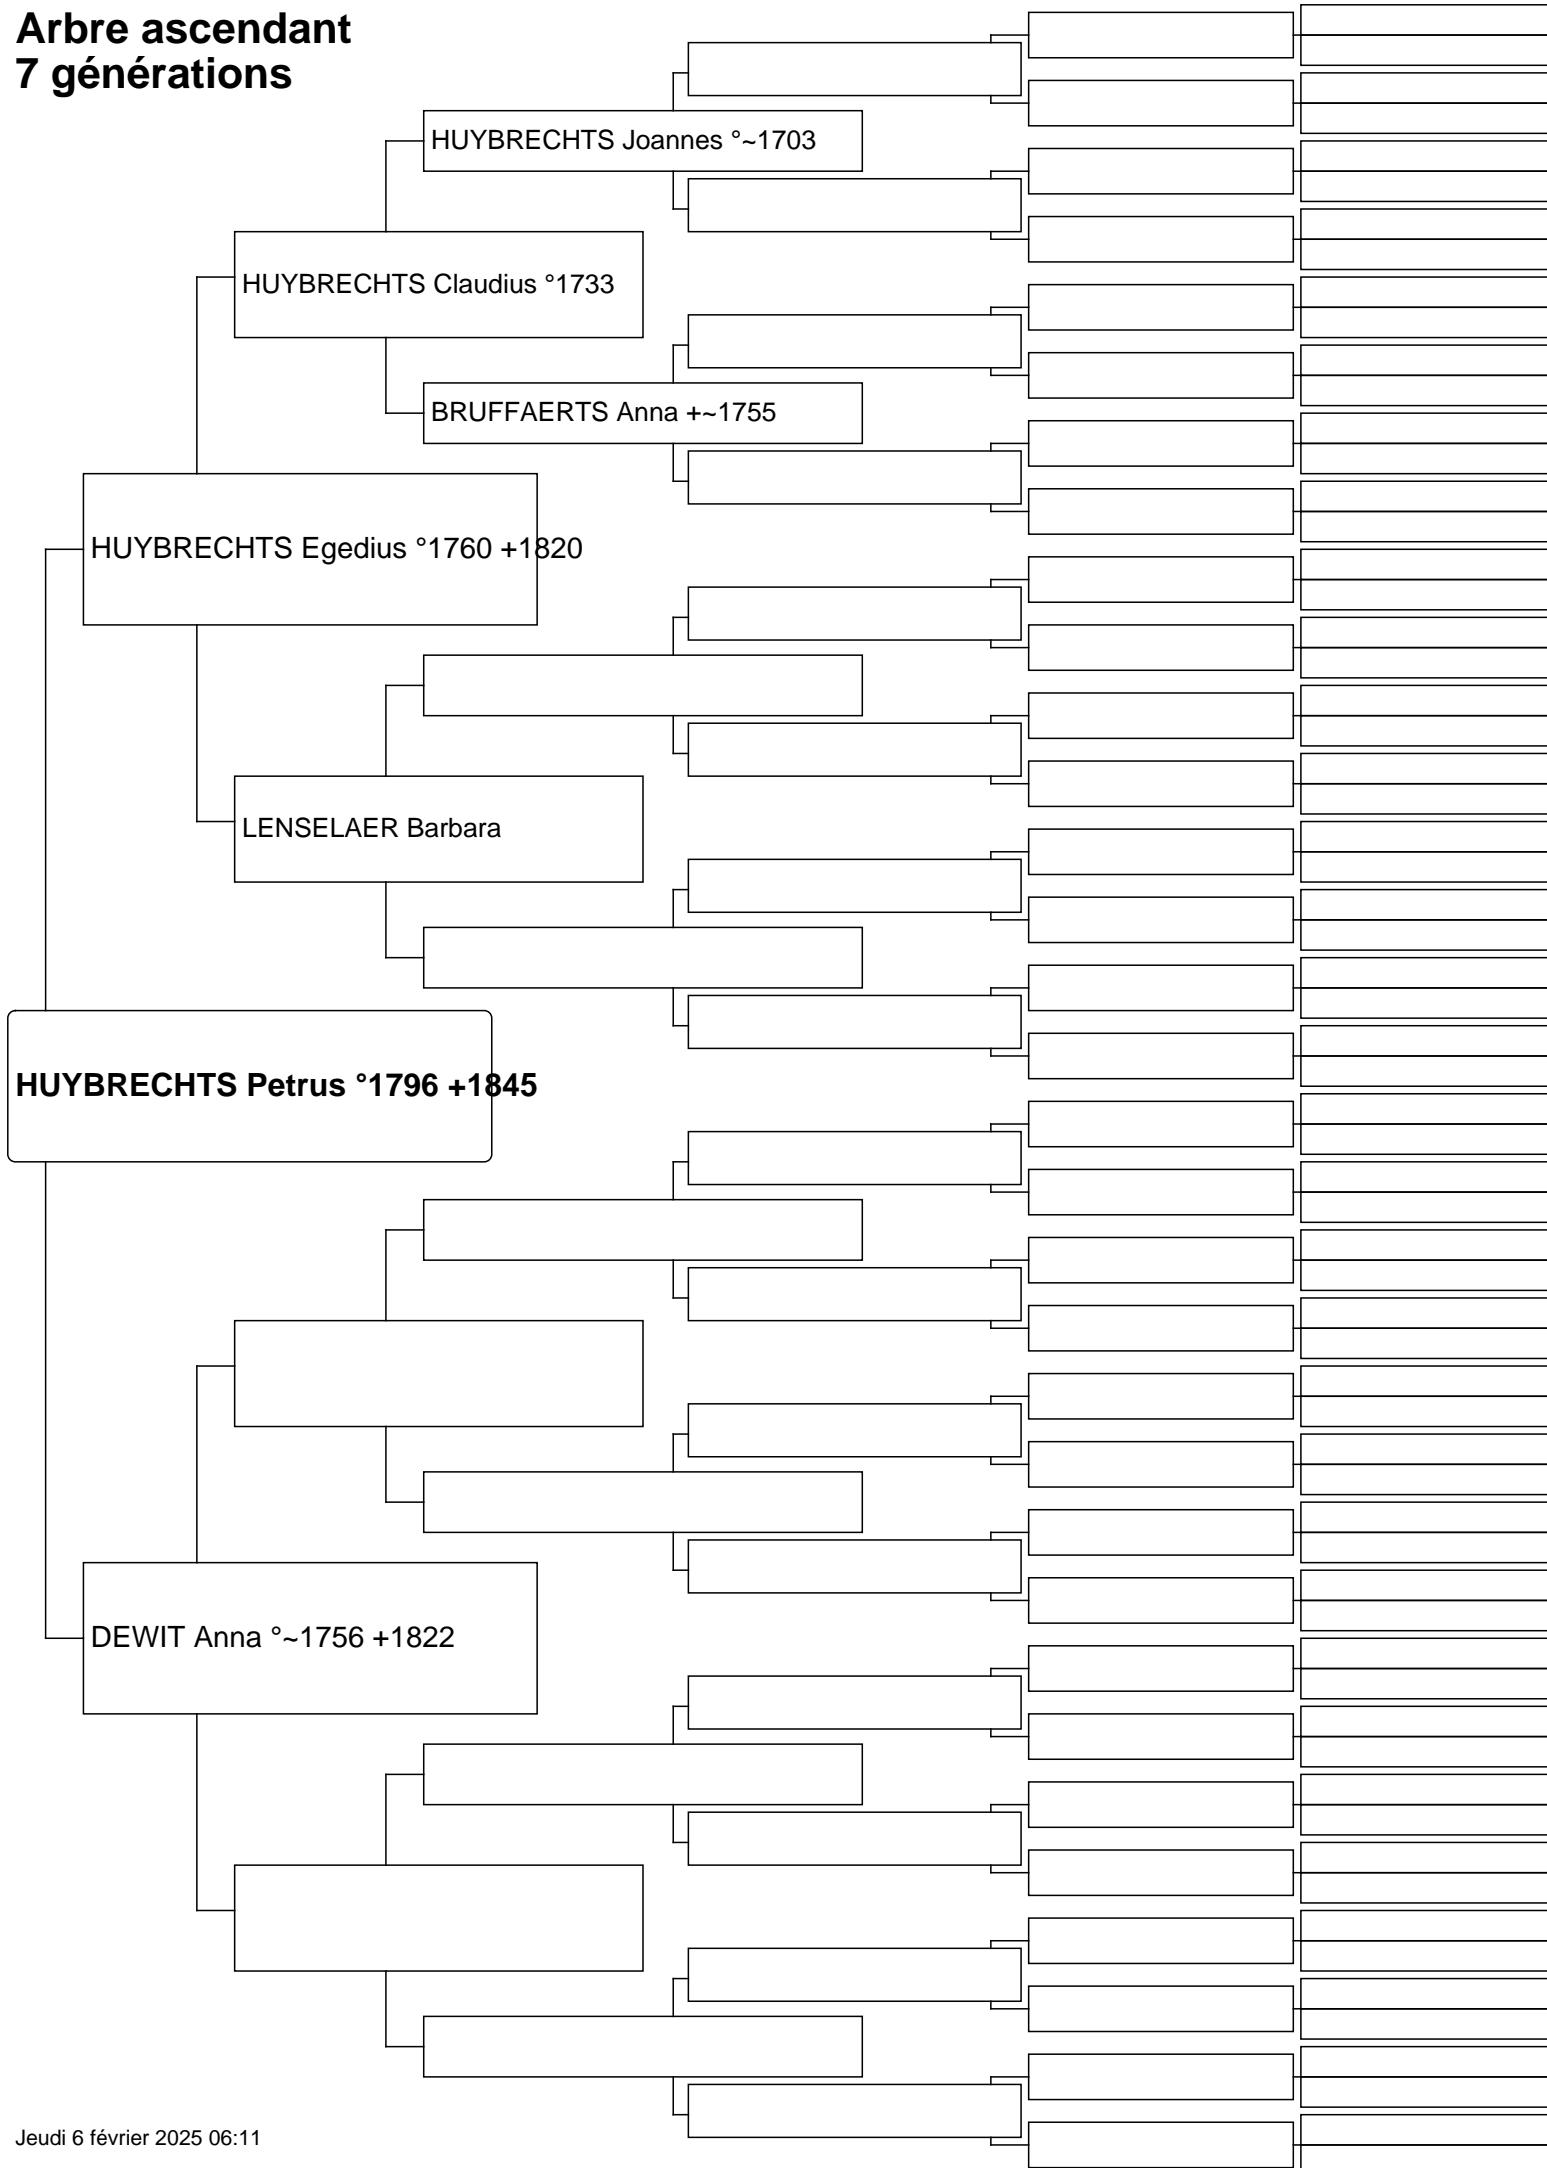 Arbre ascendant
7 générations
HUYBRECHTS Joannes °~1703
HUYBRECHTS Claudius °1733
BRUFFAERTS Anna +~1755
HUYBRECHTS Egedius °1760 +1820
LENSELAER Barbara
HUYBRECHTS Petrus °1796 +1845
DEWIT Anna °~1756 +1822
Jeudi 6 février 2025 06:11